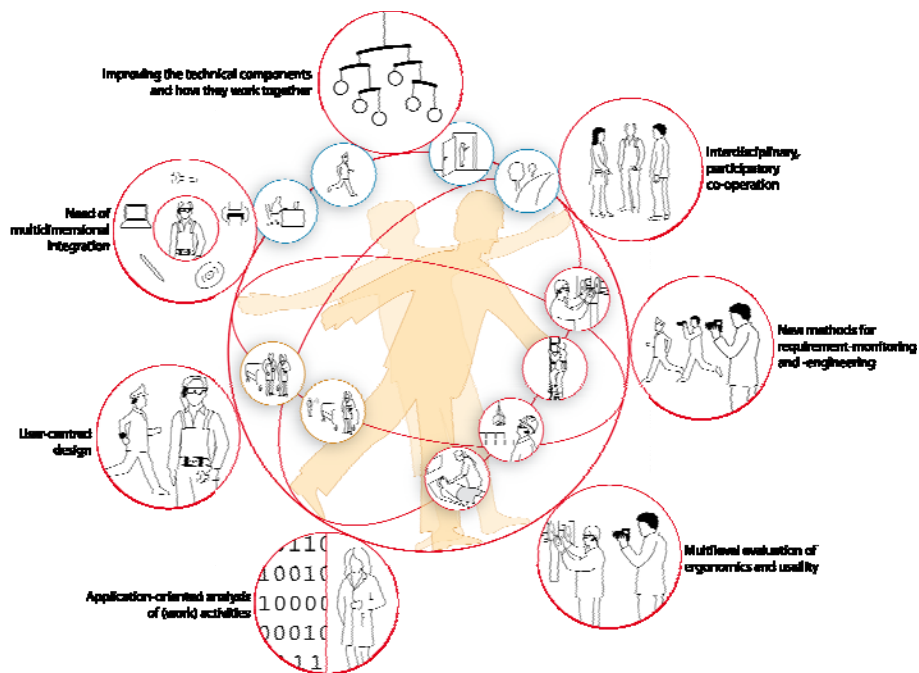 Improving the technical components
and how they work together
Interdisciplinary,
participatory
co-operation
Need of
multidimensional
integration
New methods for
requirement-monitoring
and -engineering
User-centred
design
Multilevel evaluation of
ergonomics and usability
Application-oriented analysis
of (work) activities
0110
10010
10000
00010
111